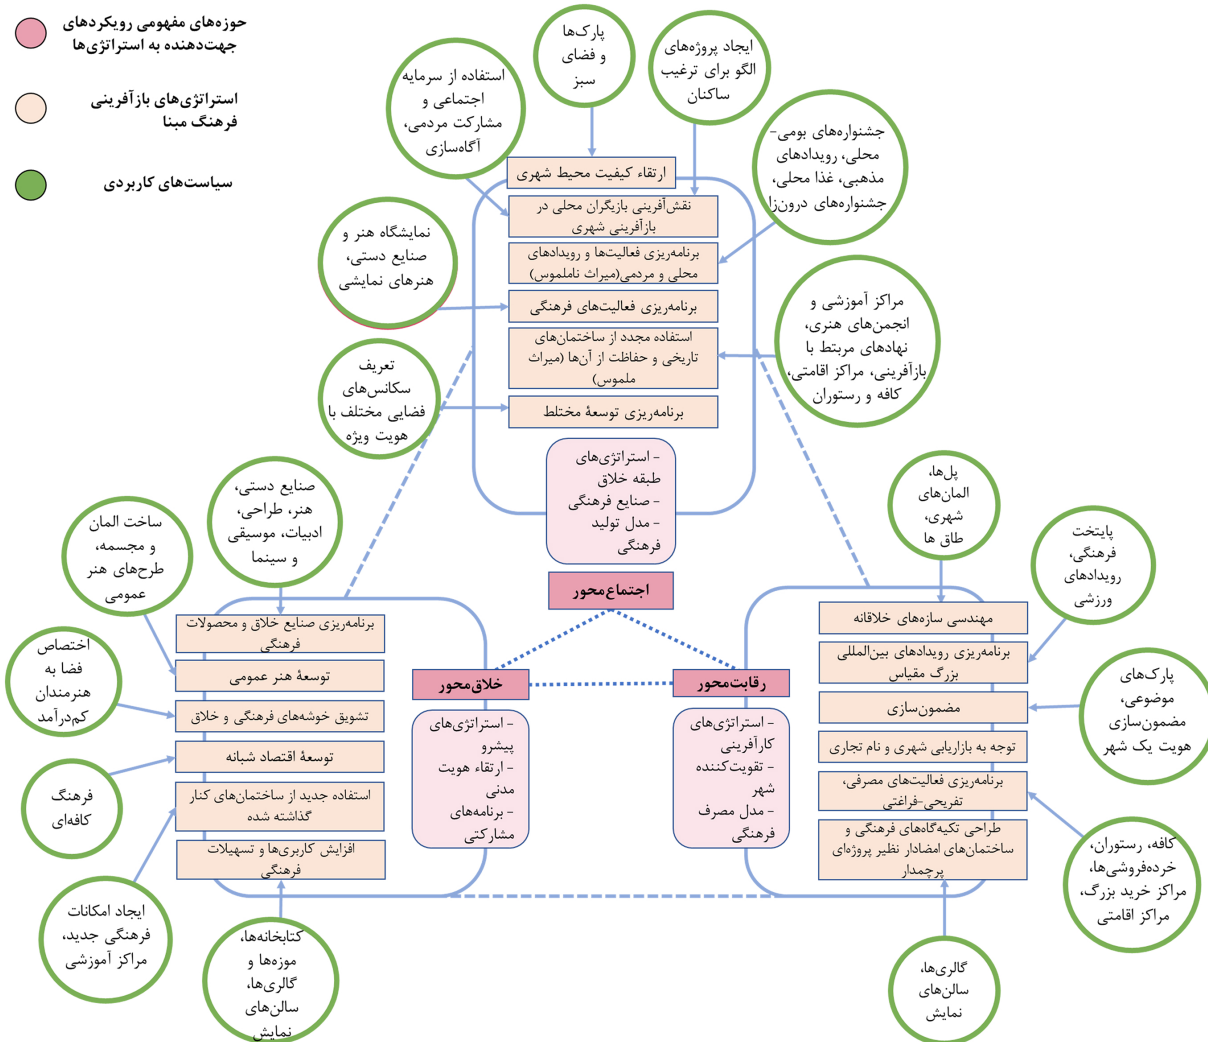 حوزه‌های مفهومی رویکردهای
جهت‌دهنده به استراتژی‌ها
استراتژی‌های بازآفرینی
فرهنگ مبنا
سیاست‌های کاربردی
پارک‌ها
و فضای
سبز
ایجاد پروژه‌های
الگو برای ترغیب
ساکنان
استفاده از سرمایه
اجتماعی و
مشارکت مردمی،
آگاه‌سازی
جشنواره‌های بومی-
محلی، رویدادهای
مذهبی، غذا محلی،
جشنواره‌های درون‌زا
نمایشگاه هنر و
صنایع دستی،
هنرهای نمایشی
مراکز آموزشی و
انجمن‌های هنری،
نهادهای مربتط با
بازآفرینی، مراکز اقامتی،
کافه و رستوران
تعریف
سکانس‌های
فضایی مختلف با
هویت ویژه
ارتقاء کیفیت محیط شهری
نقش‌آفرینی بازیگران محلی در
بازآفرینی شهری
برنامه‌ریزی فعالیت‌ها و رویدادهای
محلی و مردمی(میراث ناملموس)
برنامه‌ریزی فعالیت‌های فرهنگی
استفاده مجدد از ساختمان‌های
تاریخی و حفاظت از آن‌ها (میراث
ملموس)
برنامه‌ریزی توسعۀ مختلط
- استراتژی‌های
طبقه خلاق
- صنایع فرهنگی
- مدل تولید
فرهنگی
اجتماع‌محور
رقابت‌محور
خلاق‌محور
- استراتژی‌های
کارآفرینی
- تقویت‌کننده
شهر
- مدل مصرف
فرهنگی
- استراتژی‌های
پیشرو
- ارتقاء هویت
مدنی
- برنامه‌های
مشارکتی
پل‌ها،
المان‌های
شهری،
طاق ها
پایتخت
فرهنگی،
رویدادهای
ورزشی
پارک‌های
موضوعی،
مضمون‌سازی
هویت یک شهر
کافه، رستوران،
خرده‌فروشی‌ها،
مراکز خرید بزرگ،
مراکز اقامتی
گالری‌ها،
سالن‌های
نمایش
مهندسی سازه‌های خلاقانه
برنامه‌ریزی رویدادهای بین‌المللی
بزرگ مقیاس
مضمون‌سازی
توجه به بازاریابی شهری و نام تجاری
برنامه‌ریزی فعالیت‌های مصرفی،
تفریحی-فراغتی
طراحی تکیه‌گاه‌های فرهنگی و
ساختمان‌های امضادار نظیر پروژه‌ای
پرچمدار
صنایع دستی،
هنر، طراحی،
ادبیات، موسیقی
و سینما
ساخت المان
و مجسمه،
طرح‌های هنر
عمومی
اختصاص
فضا به
هنرمندان
کم‌درآمد
فرهنگ
کافه‌ای
ایجاد امکانات
فرهنگی جدید،
مراکز آموزشی
کتابخانه‌ها،
موزه‌ها و
گالری‌ها،
سالن‌های
نمایش
برنامه‌ریزی صنایع خلاق و محصولات
فرهنگی
توسعۀ هنر عمومی
تشویق خوشه‌های فرهنگی و خلاق
توسعۀ اقتصاد شبانه
استفاده جدید از ساختمان‌های کنار
گذاشته شده
افزایش کاربری‌ها و تسهیلات
فرهنگی